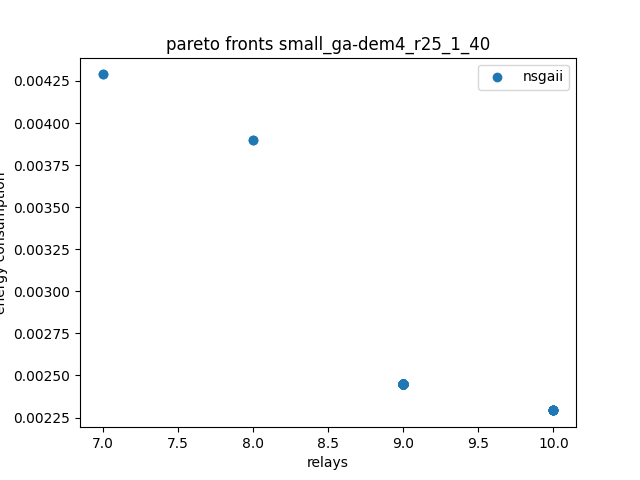 pareto fronts small_ga-dem4_r25_1_40
nsgaii
0.00425
0.00400
0.00375
0.00350
0.00325
0.00300
0.00275
0.00250
0.00225
energy consumption
7.0 7.5 8.0 8.5 9.0 9.5 10.0
relays